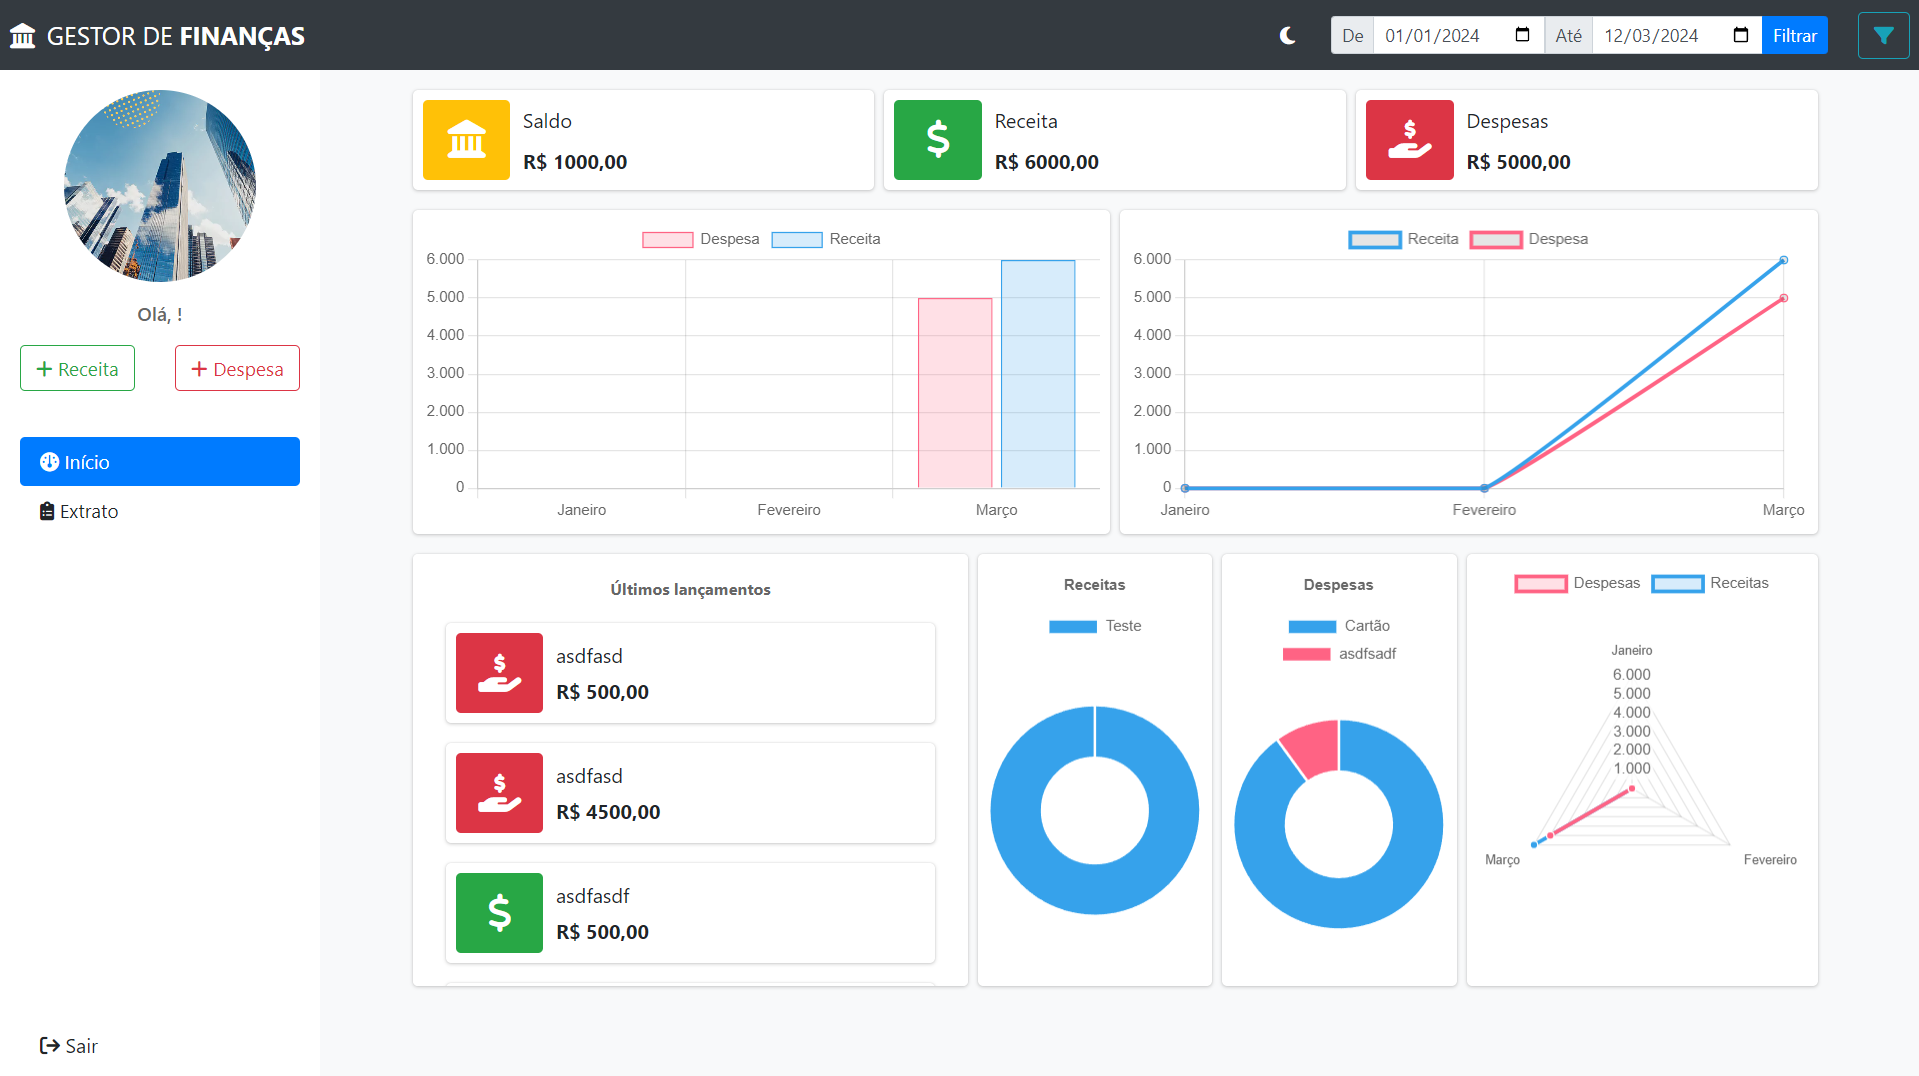 GESTOR DE FINANÇAS
De 01/01/2024 Até 12/03/2024 Filtrar
Olá, !
+ Receita
+ Despesa
Início
Extrato
Sair
Saldo
R$ 1000,00
Receita
R$ 6000,00
Despesas
R$ 5000,00
Despesa Receita
6.000
5.000
4.000
3.000
2.000
1.000
0
Janeiro Fevereiro Março
Receita Despesa
6.000
5.000
4.000
3.000
2.000
1.000
0
Janeiro Fevereiro Março
Últimos lançamentos
asdfasd
R$ 500,00
asdfasd
R$ 4500,00
asdfasdf
R$ 500,00
Receitas
Teste
Despesas
Cartão
asdfsadf
Despesas Receitas
Janeiro
6.000
5.000
4.000
3.000
2.000
1.000
Março Fevereiro